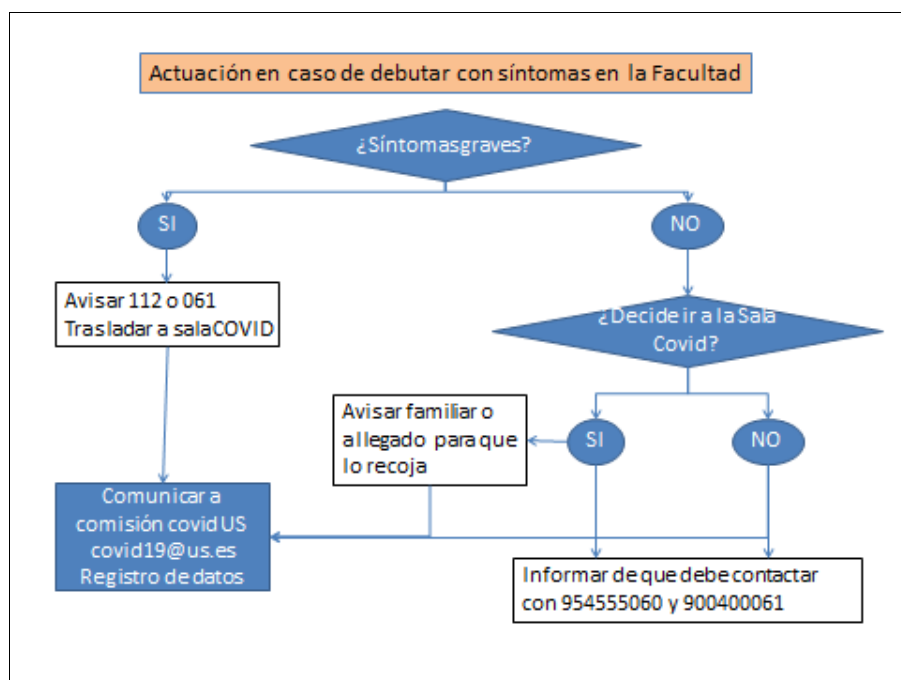 Actuación en caso de debutar con síntomas en la Facultad
¿Síntomasgraves?
SI
NO
Avisar 112 o 061
Trasladar a salaCOVID
¿Decide ir a la Sala
Covid?
Avisar familiar o
allegado para que
lo recoja
SI
NO
Comunicar a
comisión covid US
covid19@us.es
Registro de datos
Informar de que debe contactar
con 954555060 y 900400061